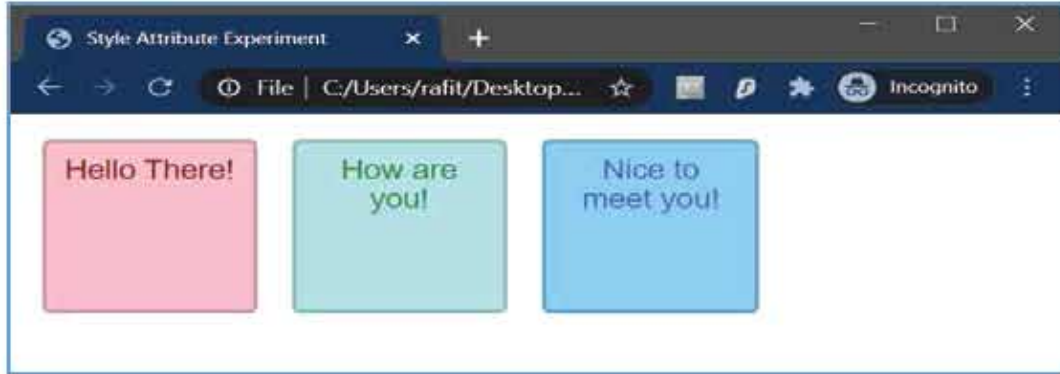 Style Attribute Experiment
File | C:/Users/rafit/Desktop...
Incognito
Hello There!
How are
you!
Nice to
meet you!